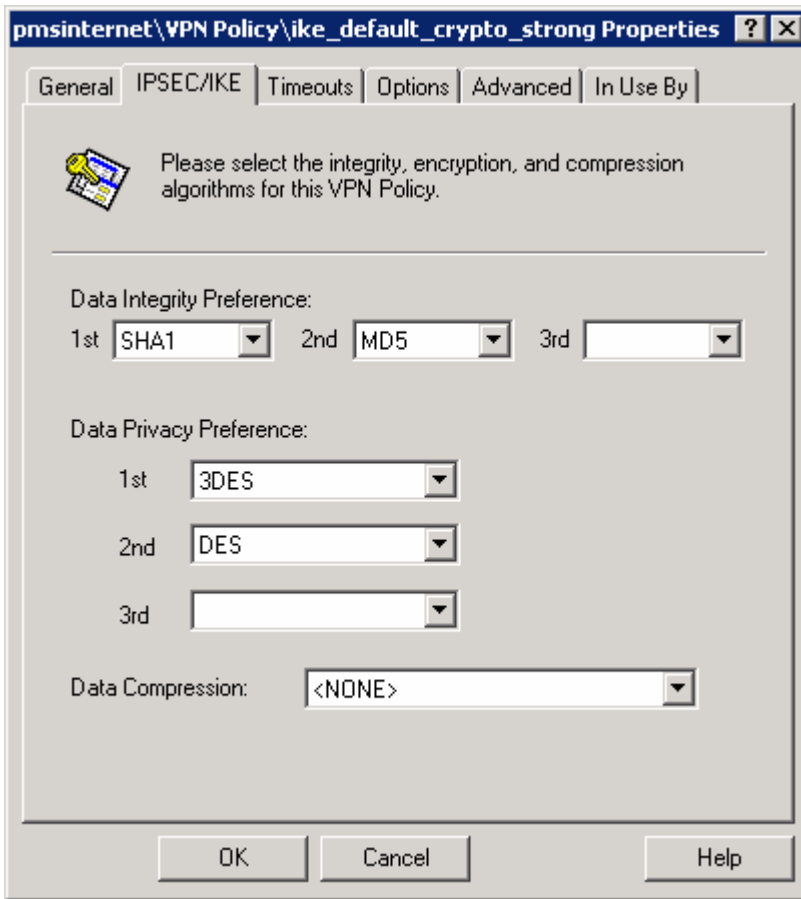 pmsinternet\VPN Policy\ike_default_crypto_strong Properties
General IPSEC/IKE Timeouts Options Advanced In Use By
Please select the integrity, encryption, and compression
algorithms for this VPN Policy.
Data Integrity Preference:
1st SHA1 2nd MD5 3rd
Data Privacy Preference:
1st 3DES
2nd DES
3rd
Data Compression: <NONE>
OK Cancel Help